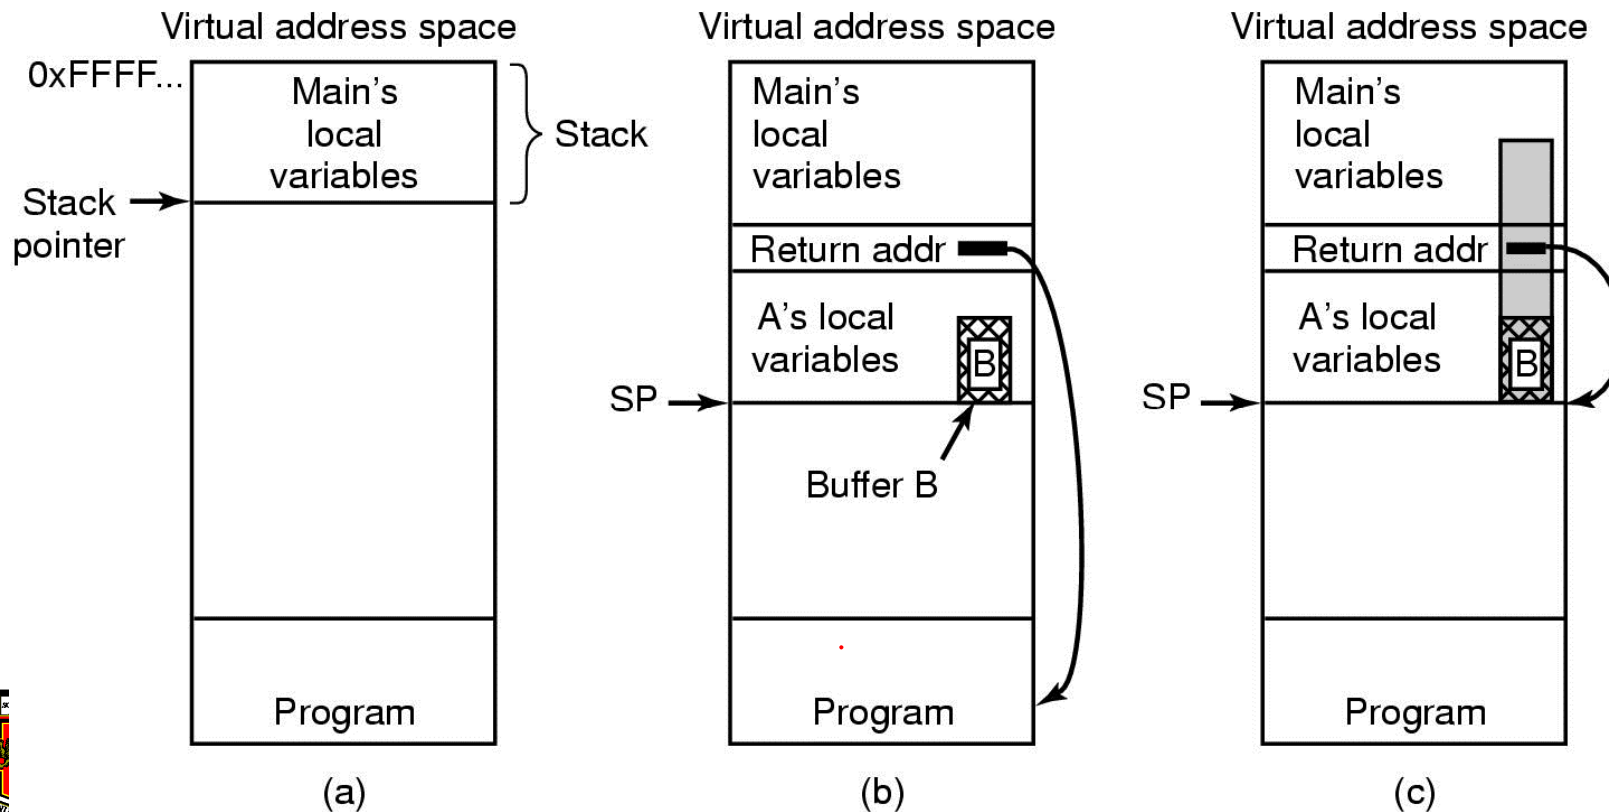 Virtual address space
0xFFFF...
Main's
local
variables
Stack
Stack
pointer
Program
(a)
Virtual address space
Main's
local
variables
Return addr
A's local
variables
B
SP
Buffer B
Program
(b)
Virtual address space
Main's
local
variables
Return addr
A's local
variables
B
SP
Program
(c)